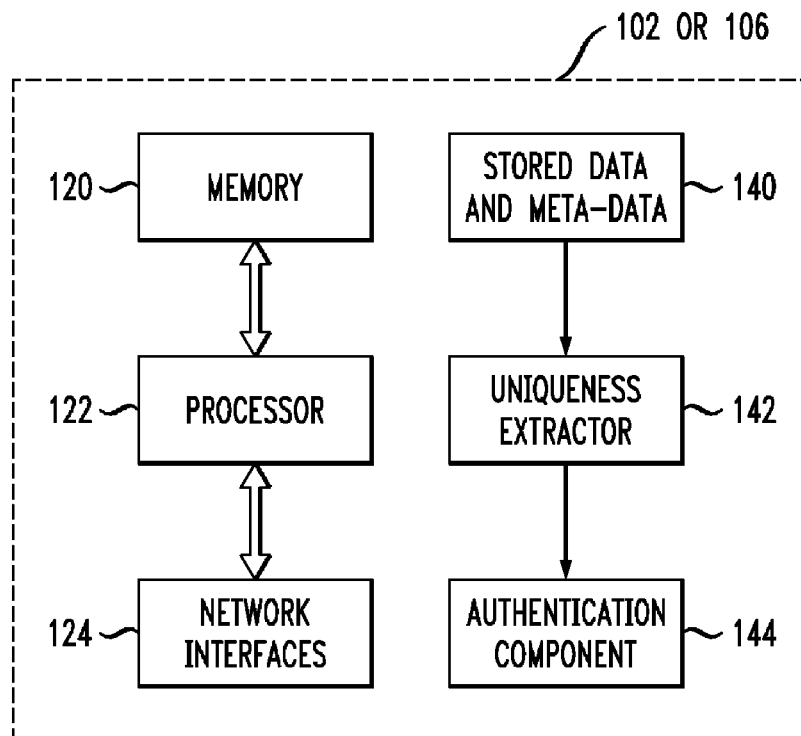 102 OR 106
120
MEMORY
STORED DATA
AND META-DATA
140
122
PROCESSOR
UNIQUENESS
EXTRACTOR
142
124
NETWORK
INTERFACES
AUTHENTICATION
COMPONENT
144